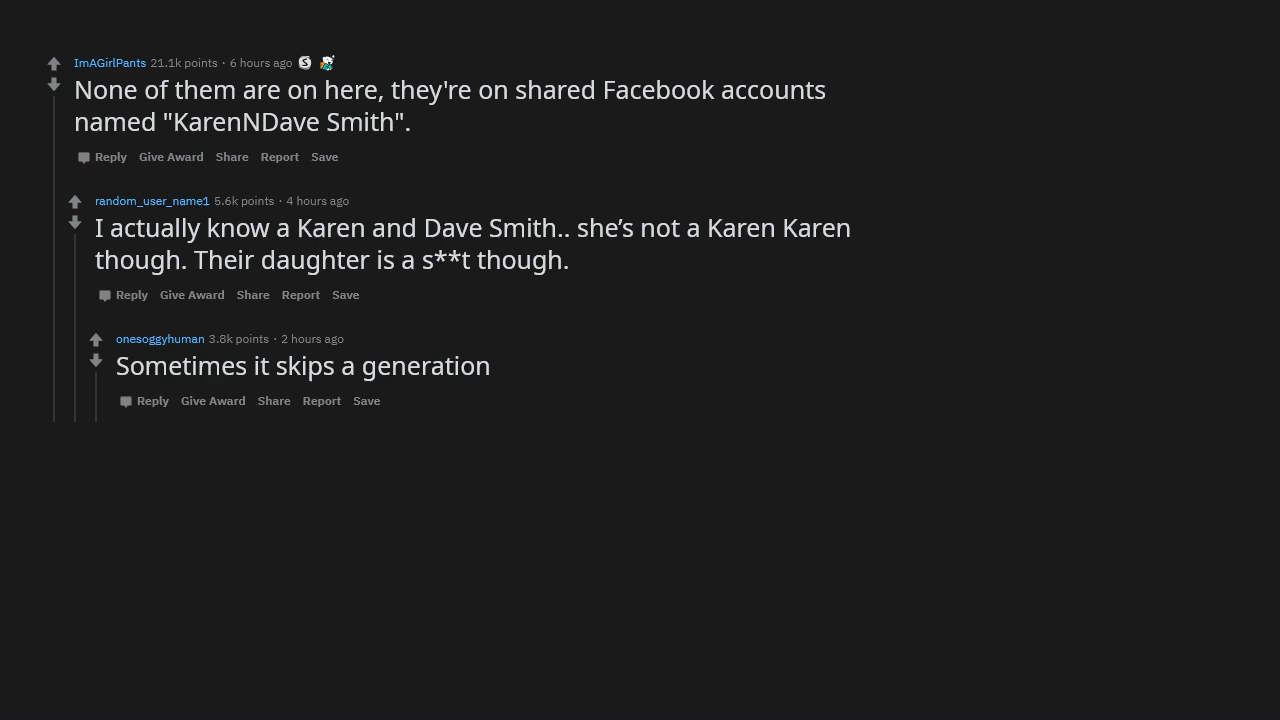 ImAGirlPants 21.1k points · 6 hours ago
None of them are on here, they're on shared Facebook accounts
named "KarenNDave Smith".
Reply Give Award Share Report Save
random_user_name1 5.6k points · 4 hours ago
I actually know a Karen and Dave Smith.. she’s not a Karen Karen
though. Their daughter is a s**t though.
Reply Give Award Share Report Save
onesoggyhuman 3.8k points · 2 hours ago
Sometimes it skips a generation
Reply Give Award Share Report Save